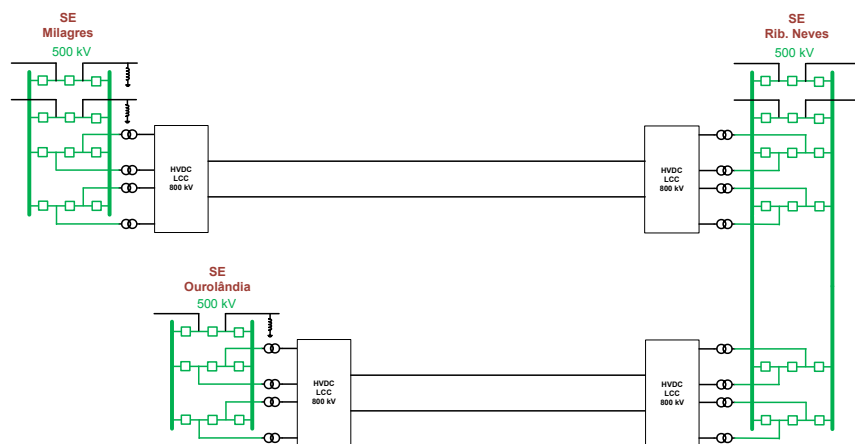 SE
Milagres
500 kV
SE
Rib. Neves
500 kV
HVDC
LCC
800 kV
HVDC
LCC
800 kV
SE
Ourolândia
500 kV
HVDC
LCC
800 kV
HVDC
LCC
800 kV